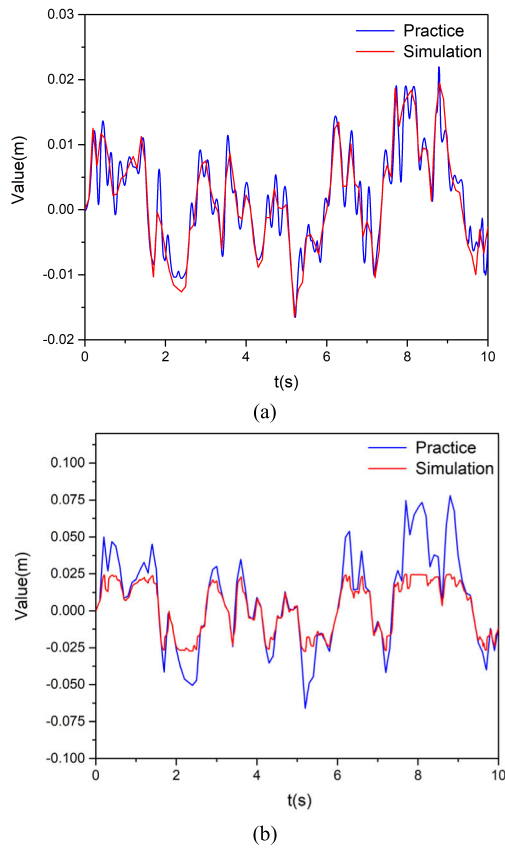 0.03
Practice
Simulation
0.02
0.01
Value(m)
0.00
-0.01
-0.02
0 2 4 6 8 10
t(s)
(a)
0.100
Practice
Simulation
0.075
0.050
0.025
Value(m)
0.000
-0.025
-0.050
-0.075
-0.100
0 2 4 6 8 10
t(s)
(b)